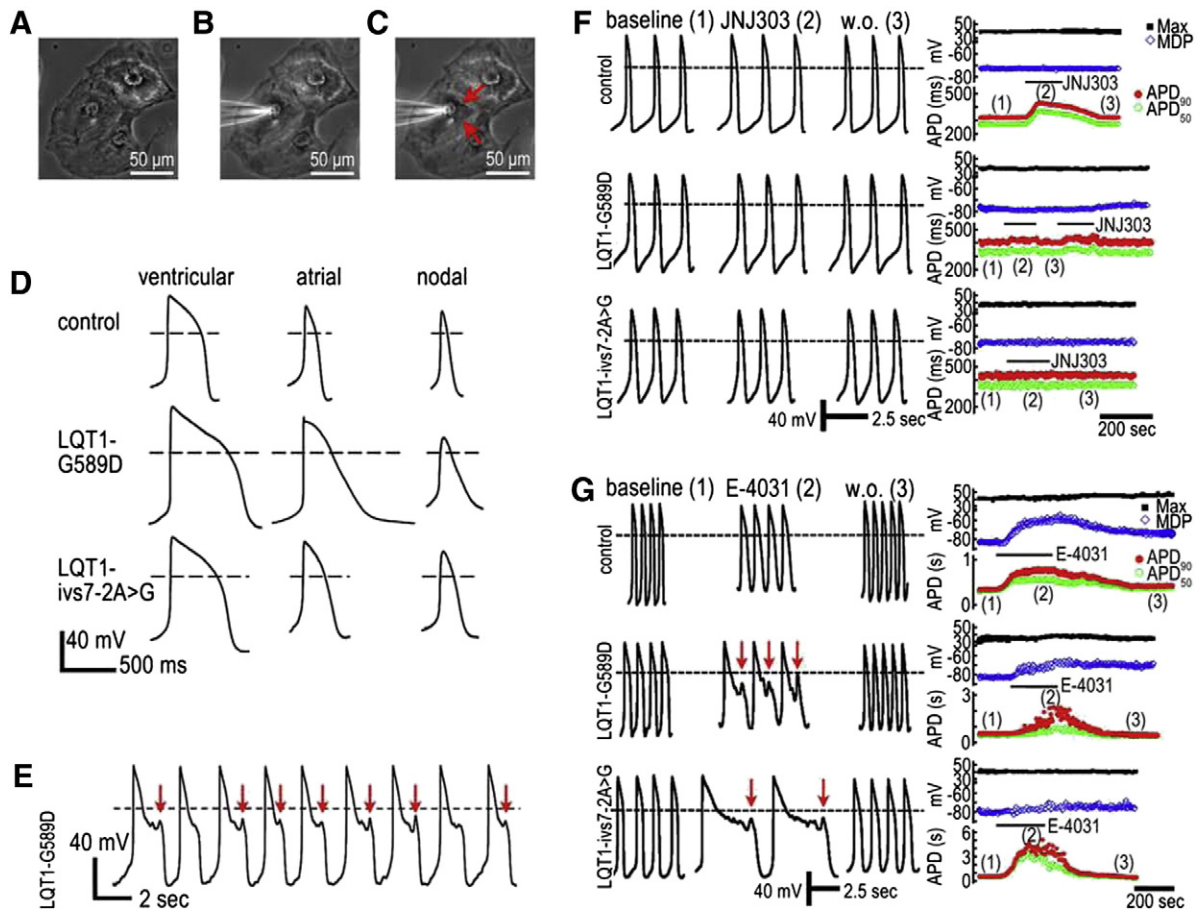 A
B
C
50 µm
50 µm
50 µm
D
ventricular
atrial
nodal
control
LQT1-
G589D
LQT1-
ivs7-2A>G
40 mV
500 ms
E
LQT1-G589D
40 mV
2 sec
F
baseline (1) JNJ303 (2) w.o. (3)
control
LQT1-G589D
LQT1-ivs7-2A>G
40 mV
2.5 sec
50
30
-60
-80
mV
Max
MDP
JNJ303
500
200
APD (ms)
(1)
(2)
(3)
APD90
APD50
50
30
-60
-80
mV
JNJ303
500
200
APD (ms)
(1)
(2)
(3)
50
30
-60
-80
mV
JNJ303
500
200
APD (ms)
(1)
(2)
(3)
200 sec
G
baseline (1) E-4031 (2) w.o. (3)
control
LQT1-G589D
LQT1-ivs7-2A>G
40 mV
2.5 sec
50
30
-60
-80
mV
Max
MDP
E-4031
1
0
APD (s)
(1)
(2)
(3)
APD90
APD50
50
30
-60
-80
mV
E-4031
3
0
APD (s)
(1)
(2)
(3)
50
30
-60
-80
mV
E-4031
6
3
0
APD (s)
(1)
(2)
(3)
200 sec